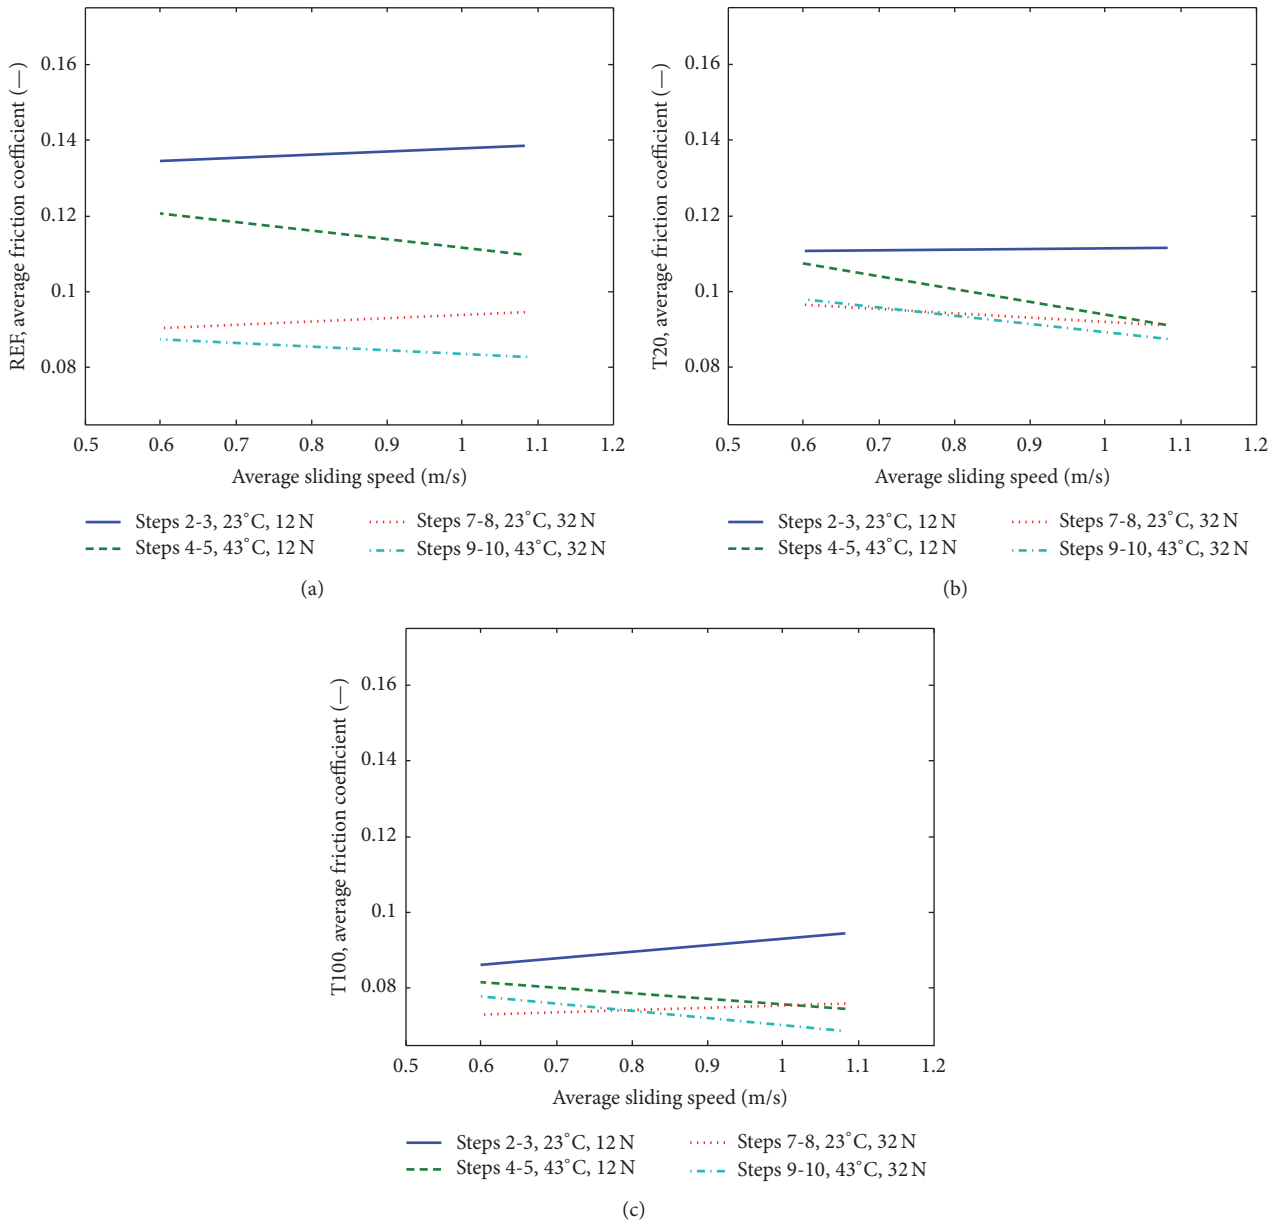 REF, average friction coefficient (—)
0.16
0.14
0.12
0.1
0.08
0.5 0.6 0.7 0.8 0.9 1 1.1 1.2
Average sliding speed (m/s)
Steps 2-3, 23°C, 12 N
Steps 4-5, 43°C, 12 N
Steps 7-8, 23°C, 32 N
Steps 9-10, 43°C, 32 N
(a)
T20, average friction coefficient (—)
0.16
0.14
0.12
0.1
0.08
0.5 0.6 0.7 0.8 0.9 1 1.1 1.2
Average sliding speed (m/s)
Steps 2-3, 23°C, 12 N
Steps 4-5, 43°C, 12 N
Steps 7-8, 23°C, 32 N
Steps 9-10, 43°C, 32 N
(b)
T100, average friction coefficient (—)
0.16
0.14
0.12
0.1
0.08
0.5 0.6 0.7 0.8 0.9 1 1.1 1.2
Average sliding speed (m/s)
Steps 2-3, 23°C, 12 N
Steps 4-5, 43°C, 12 N
Steps 7-8, 23°C, 32 N
Steps 9-10, 43°C, 32 N
(c)